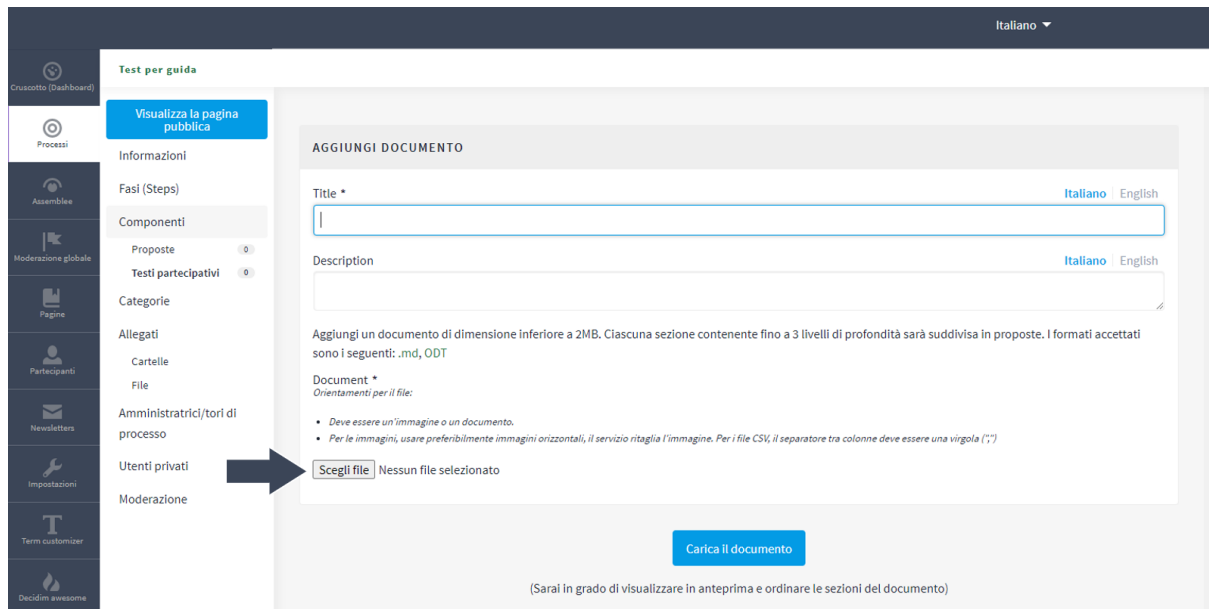 Italiano
Cruscotto (Dashboard)
Processi
Assemblee
Moderazione globale
Pagine
Partecipanti
Newsletters
Impostazioni
Term customizer
Decidim awesome
Test per guida
Visualizza la pagina
pubblica
Informazioni
Fasi (Steps)
Componenti
Proposte 0
Testi partecipativi 0
Categorie
Allegati
Cartelle
File
Amministratrici/tori di
processo
Utenti privati
Moderazione
AGGIUNGI DOCUMENTO
Title * Italiano English
Description Italiano English
Aggiungi un documento di dimensione inferiore a 2MB. Ciascuna sezione contenente fino a 3 livelli di profondità sarà suddivisa in proposte. I formati accettati
sono i seguenti: .md, ODT
Document *
Orientamenti per il file:
• Deve essere un'immagine o un documento.
• Per le immagini, usare preferibilmente immagini orizzontali, il servizio ritaglia l'immagine. Per i file CSV, il separatore tra colonne deve essere una virgola (",")
Scegli file Nessun file selezionato
Carica il documento
(Sarai in grado di visualizzare in anteprima e ordinare le sezioni del documento)